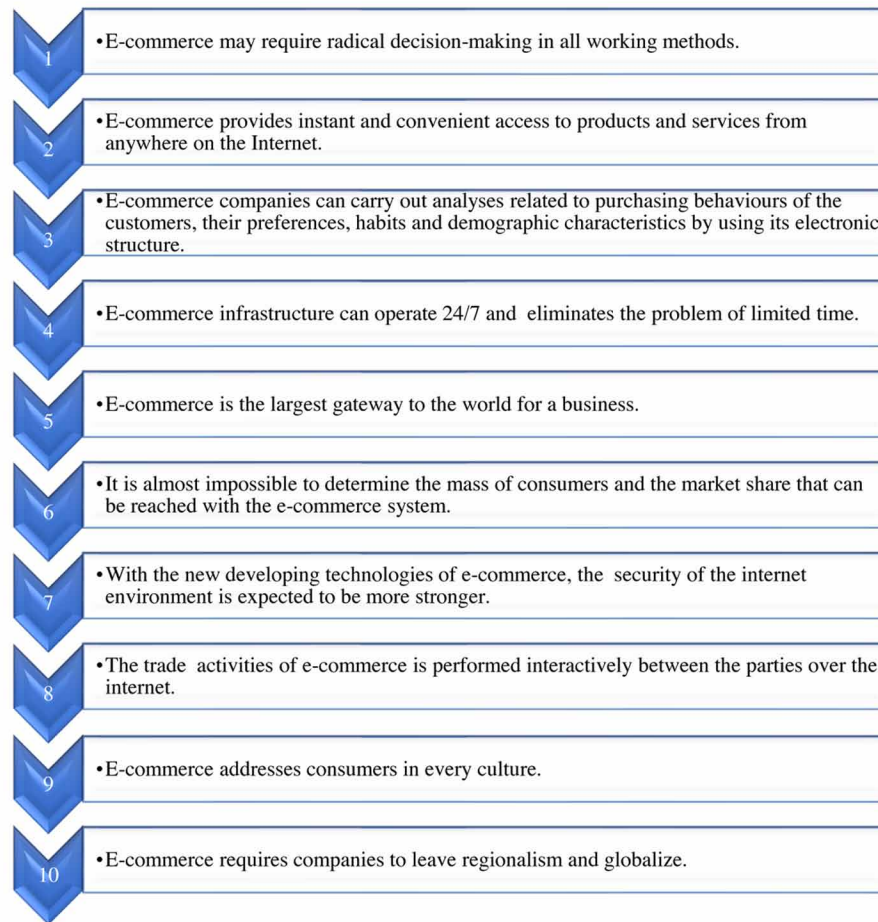 1
•E-commerce may require radical decision-making in all working methods.
2
•E-commerce provides instant and convenient access to products and services from
anywhere on the Internet.
3
•E-commerce companies can carry out analyses related to purchasing behaviours of the
customers, their preferences, habits and demographic characteristics by using its electronic
structure.
4
•E-commerce infrastructure can operate 24/7 and eliminates the problem of limited time.
5
•E-commerce is the largest gateway to the world for a business.
6
•It is almost impossible to determine the mass of consumers and the market share that can
be reached with the e-commerce system.
7
•With the new developing technologies of e-commerce, the security of the internet
environment is expected to be more stronger.
8
•The trade activities of e-commerce is performed interactively between the parties over the
internet.
9
•E-commerce addresses consumers in every culture.
10
•E-commerce requires companies to leave regionalism and globalize.